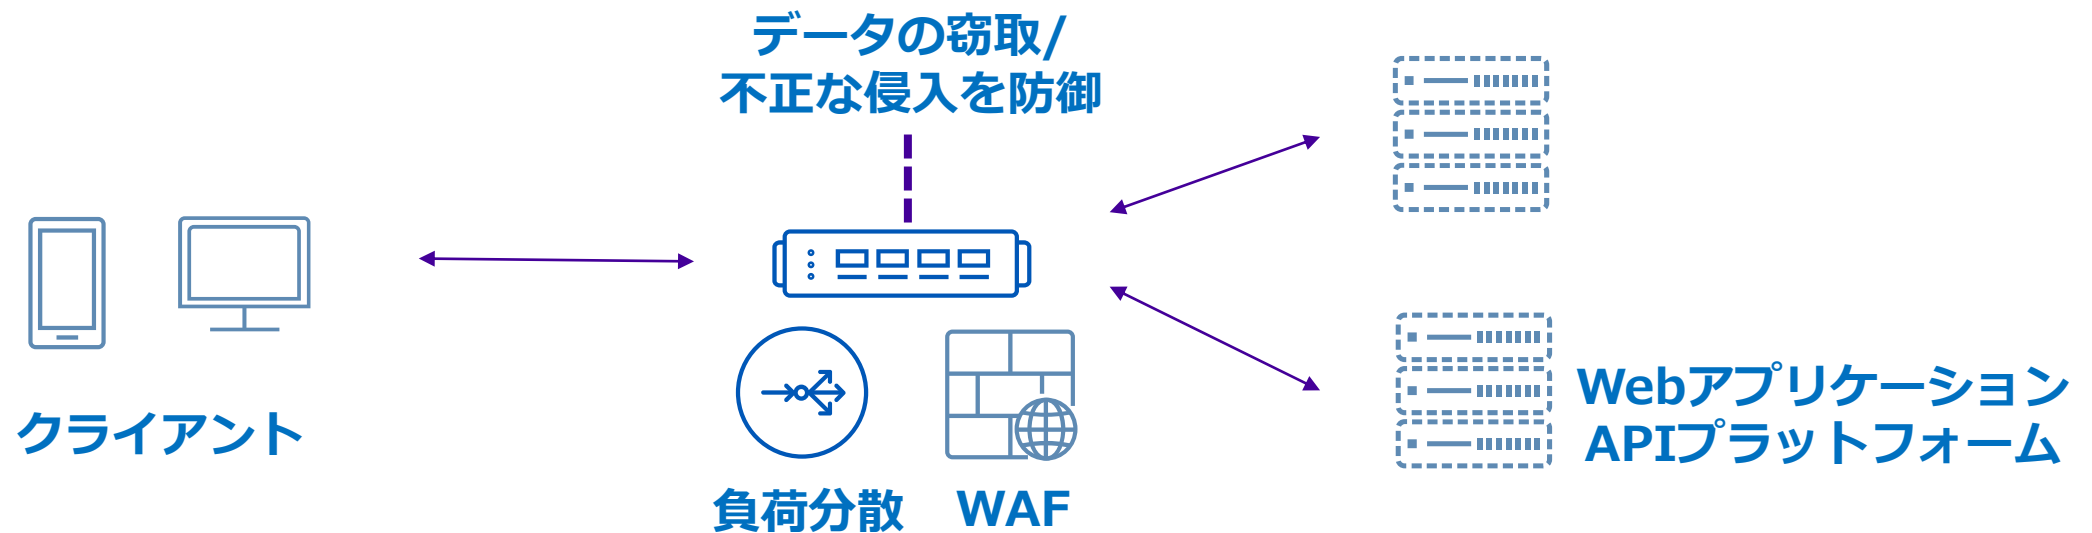 データの窃取/
不正な侵入を防御
クライアント
負荷分散
WAF
Webアプリケーション
APIプラットフォーム